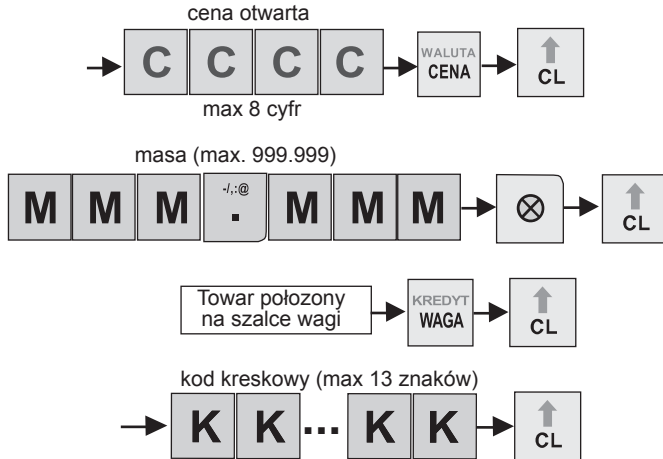 cena otwarta
C C C C WALUTA CENA CL
max 8 cyfr
masa (max. 999.999)
M M M -/,:@ . M M M ⊗ CL
Towar połozony
na szalce wagi
KREDYT WAGA CL
kod kreskowy (max 13 znaków)
K K ... K K CL